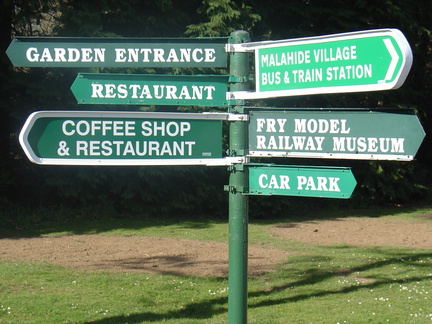 GARDEN ENTRANCE
RESTAURANT
COFFEE SHOP
& RESTAURANT
MALAHIDE VILLAGE
BUS & TRAIN STATION
FRY MODEL
RAILWAY MUSEUM
CAR PARK